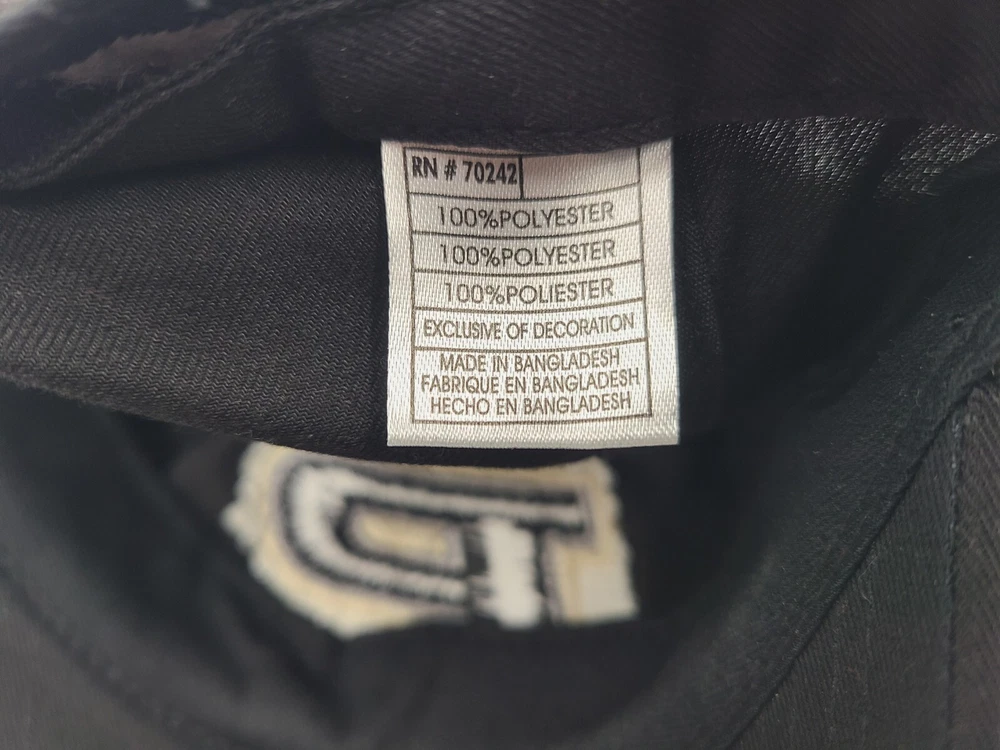 RN # 70242
100%POLYESTER
100%POLYESTER
100%POLIESTER
EXCLUSIVE OF DECORATION
MADE IN BANGLADESH
FABRIQUE EN BANGLADESH
HECHO EN BANGLADESH